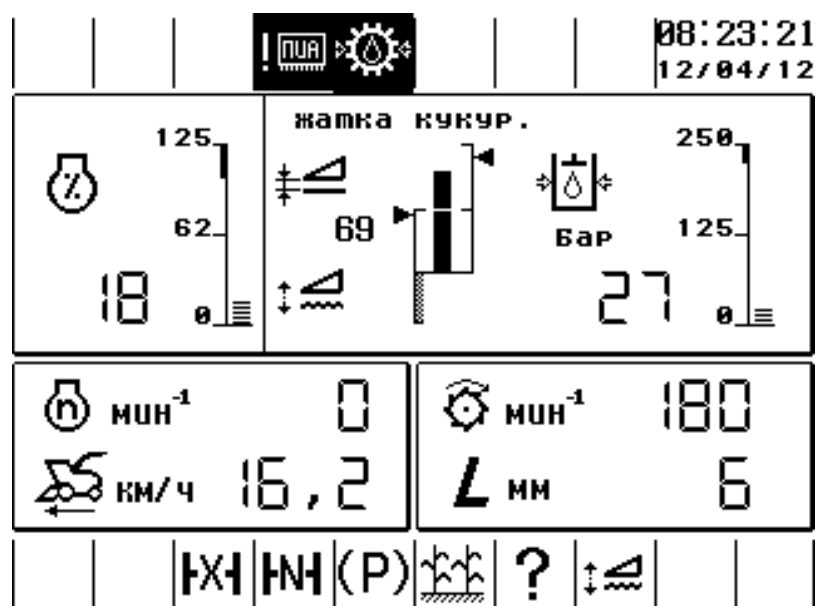 ! ПИА 08:23:21
12/04/12
жатка кукур.
125 250
%
62 69 Бар 125
18 0 27 0
n мин-1 0 мин-1 180
км/ч 16,2 L мм 6
X N (P) ?